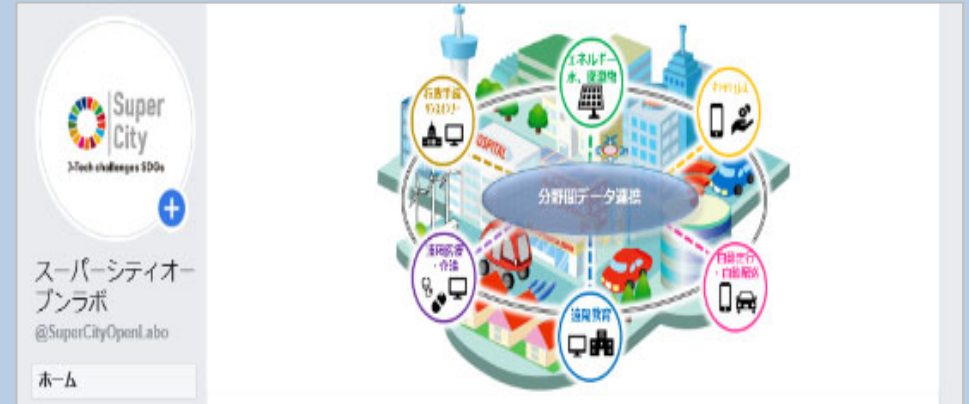 Super
City
J-Tech challenges SDGs
スーパーシティオー
プンラボ
@SuperCityOpenLabo
ホーム
エネルギー
水、廃棄物
行政手続
ワンスオンリー
キャッシュレス
HOSPITAL
分野間データ連携
遠隔医療
・介護
自動走行
・自動配送
遠隔教育